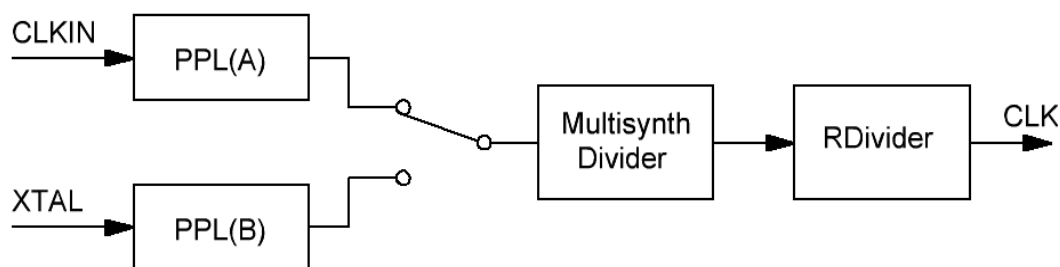 CLKIN
PPL(A)
XTAL
PPL(B)
Multisynth
Divider
RDivider
CLK